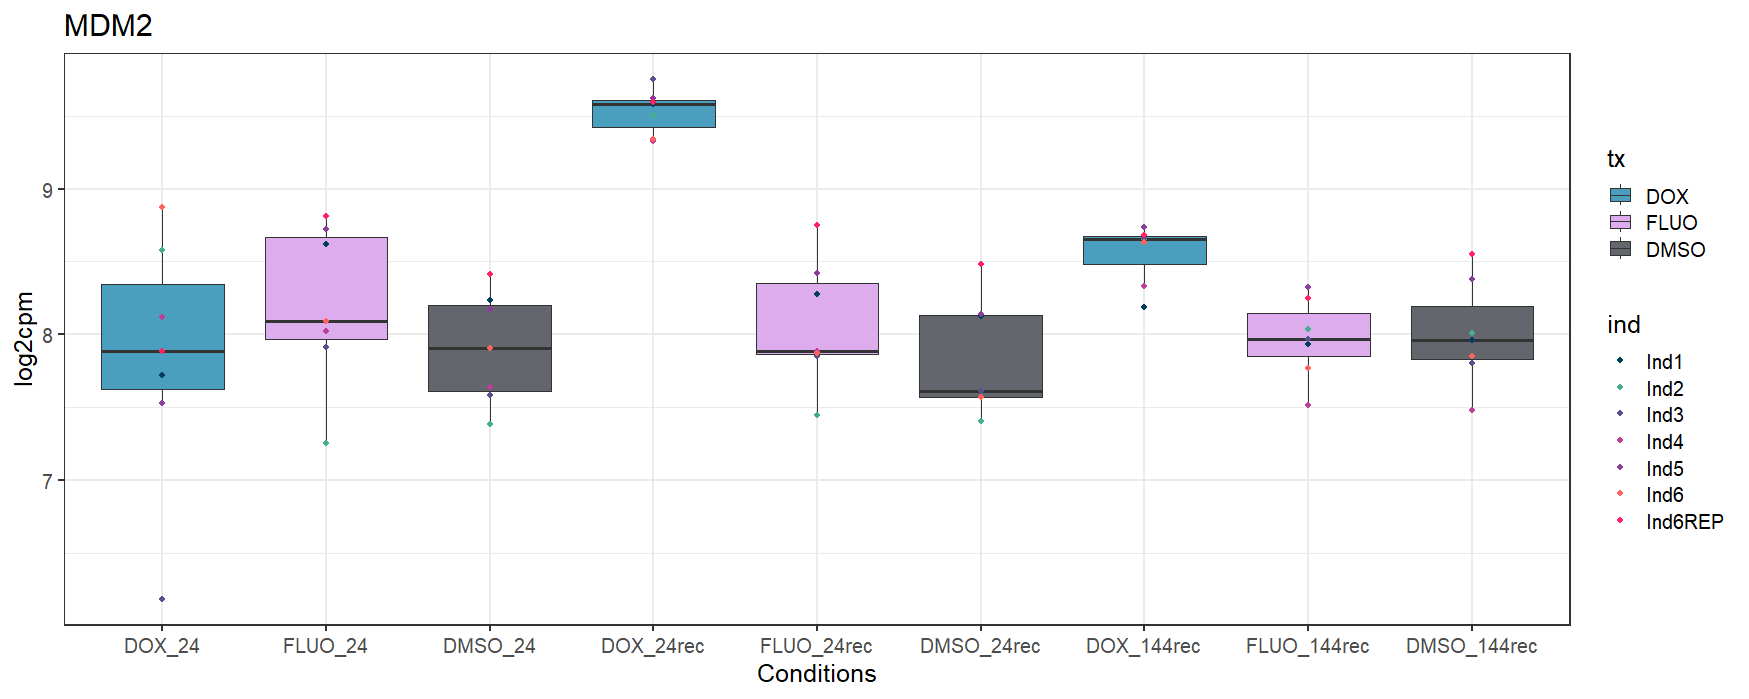 MDM2
log2cpm
9
8
7
DOX_24
FLUO_24
DMSO_24
DOX_24rec
FLUO_24rec
DMSO_24rec
DOX_144rec
FLUO_144rec
DMSO_144rec
Conditions
tx
DOX
FLUO
DMSO
ind
Ind1
Ind2
Ind3
Ind4
Ind5
Ind6
Ind6REP